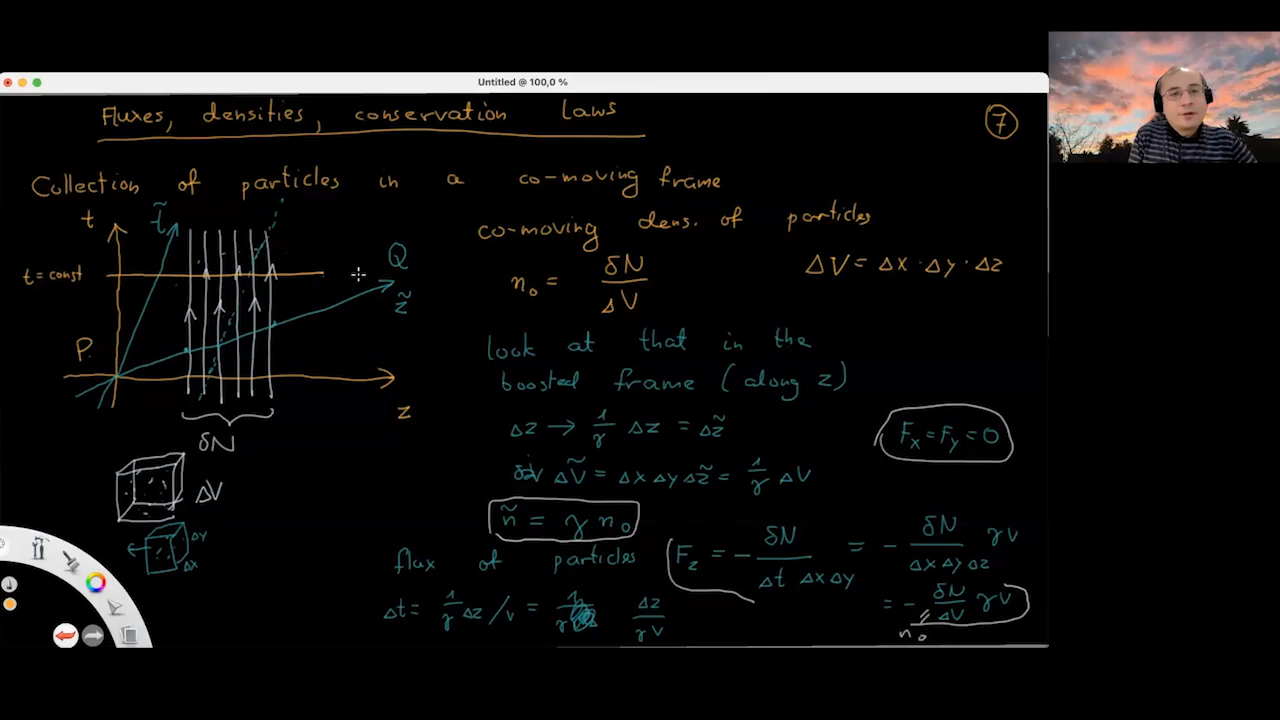 Untitled @ 100,0 %
Fluxes, densities, conservation laws
7
Collection of particles in a co-moving frame
t
t̃
t = const
P
Q
z̃
z
δN
ΔV
ΔY
ΔX
co-moving dens. of particles
n₀ = δN / ΔV
ΔV = Δx · Δy · Δz
look at that in the
boosted frame (along z)
Δz → 1/γ Δz = Δz̃
ΔṼ = Δx Δy Δz̃ = 1/γ ΔV
ñ = γ n₀
Fx = Fy = 0
flux of particles
Δt = 1/γ Δz / v = Δz / γv
Fz = − δN / Δt Δx Δy = − δN / Δx Δy Δz γv
= − δN / ΔV γv
n₀